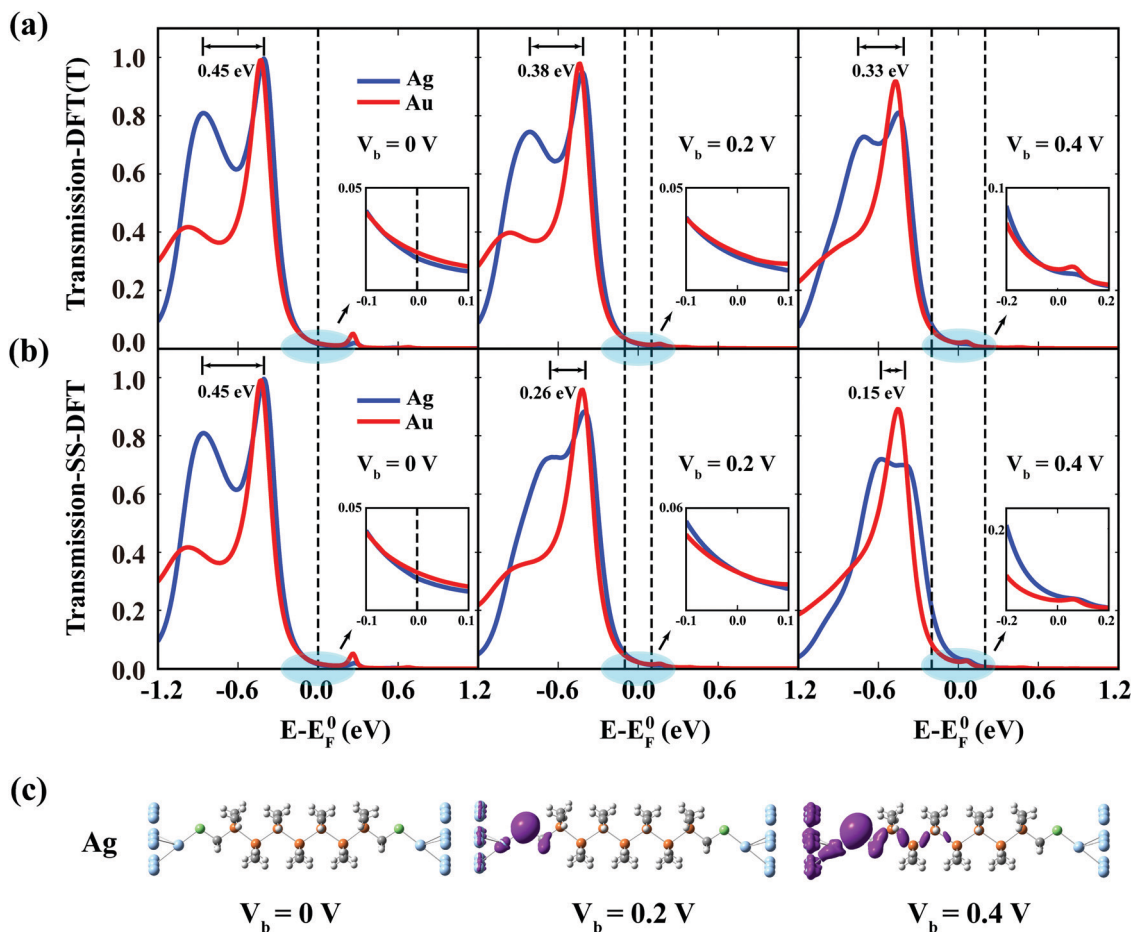 (a)
Transmission-DFT(T)
1.0
0.8
0.6
0.4
0.2
0.0
0.45 eV
Ag
Au
V_b = 0 V
0.05
-0.1 0.0 0.1
0.38 eV
V_b = 0.2 V
0.05
-0.1 0.0 0.1
0.33 eV
V_b = 0.4 V
0.1
-0.2 0.0 0.2
(b)
Transmission-SS-DFT
1.0
0.8
0.6
0.4
0.2
0.0
0.45 eV
Ag
Au
V_b = 0 V
0.05
-0.1 0.0 0.1
0.26 eV
V_b = 0.2 V
0.06
-0.1 0.0 0.1
0.15 eV
V_b = 0.4 V
0.2
-0.2 0.0 0.2
-1.2 -0.6 0.0 0.6 1.2 -0.6 0.0 0.6 1.2 -0.6 0.0 0.6 1.2
E-E_F^0 (eV) E-E_F^0 (eV) E-E_F^0 (eV)
(c)
Ag
V_b = 0 V V_b = 0.2 V V_b = 0.4 V